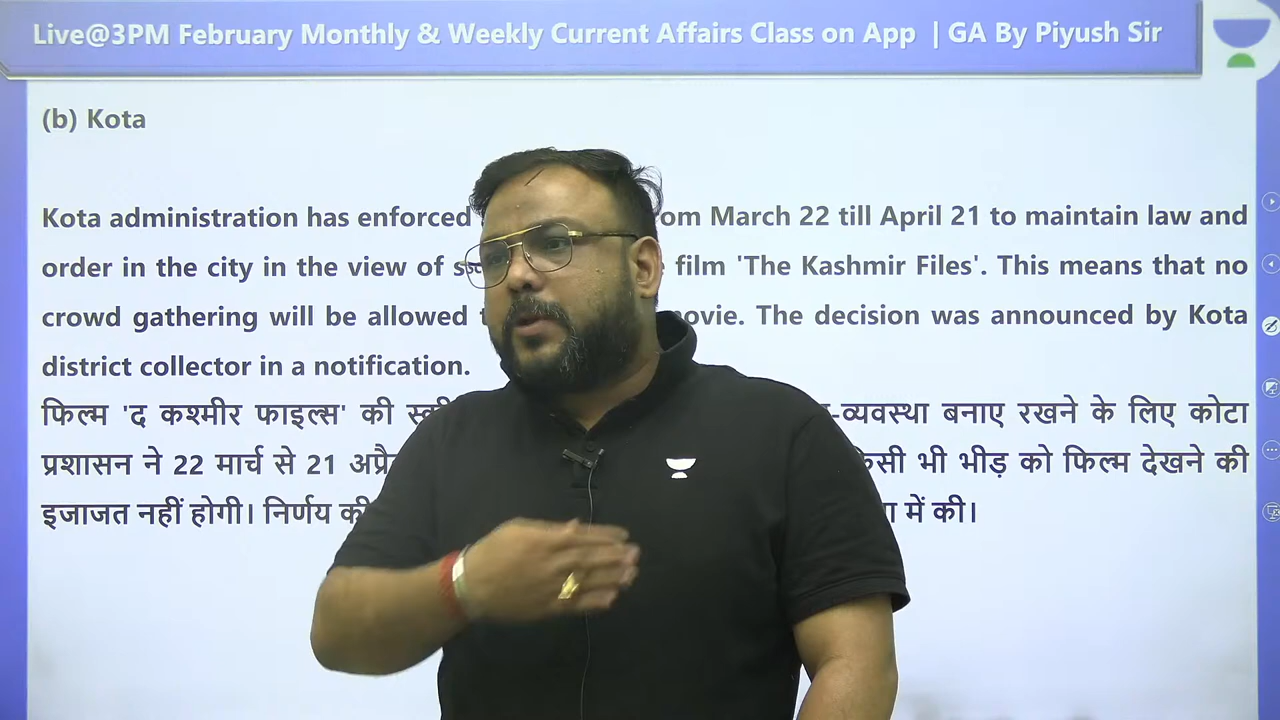 Live@3PM February Monthly & Weekly Current Affairs Class on App | GA By Piyush Sir
(b) Kota
Kota administration has enforced from March 22 till April 21 to maintain law and
order in the city in the view of film 'The Kashmir Files'. This means that no
crowd gathering will be allowed movie. The decision was announced by Kota
district collector in a notification.
फिल्म 'द कश्मीर फाइल्स' की -व्यवस्था बनाए रखने के लिए कोटा
प्रशासन ने 22 मार्च से 21 किसी भी भीड़ को फिल्म देखने की
इजाजत नहीं होगी। निर्णय में की।